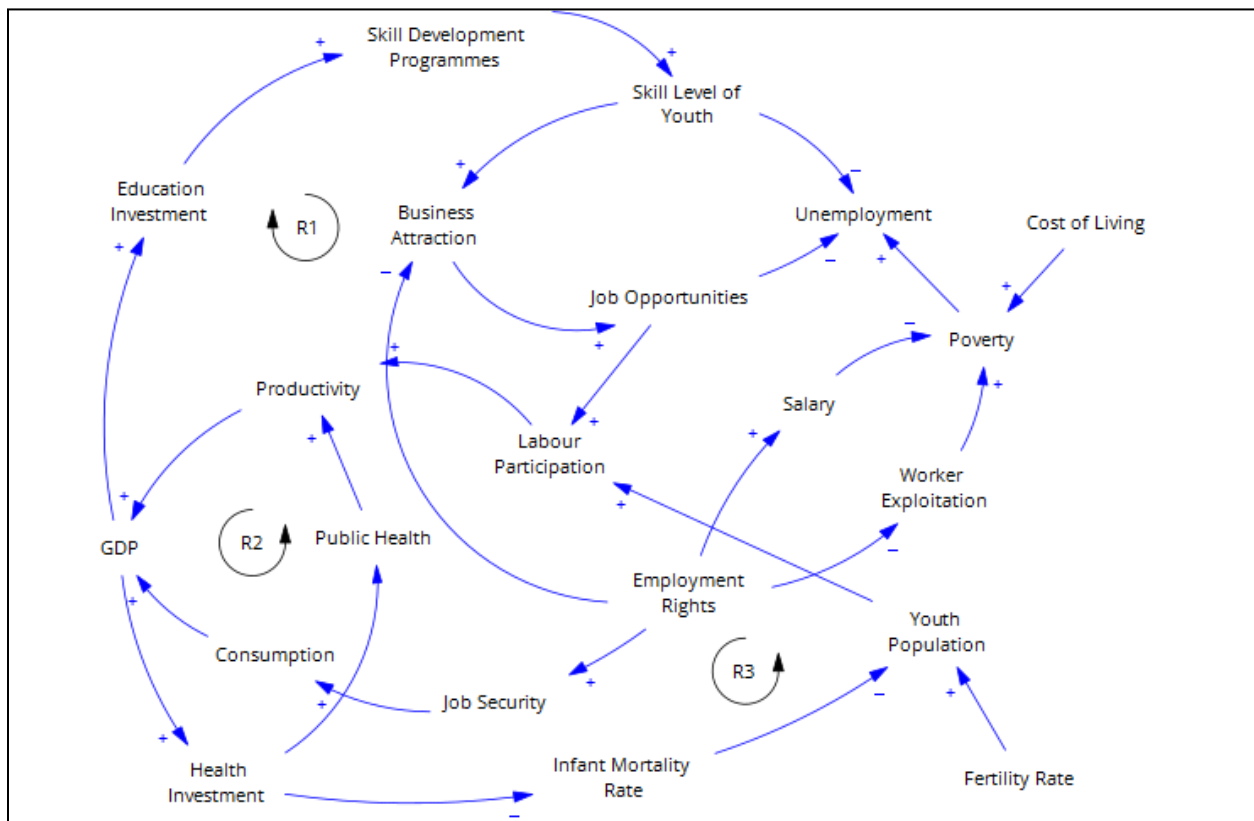 Skill Development
Programmes
Skill Level of
Youth
Education
Investment
R1
Business
Attraction
Unemployment
Cost of Living
Job Opportunities
Poverty
Productivity
Salary
Labour
Participation
Worker
Exploitation
GDP
R2
Public Health
Employment
Rights
Youth
Population
Consumption
R3
Job Security
Health
Investment
Infant Mortality
Rate
Fertility Rate